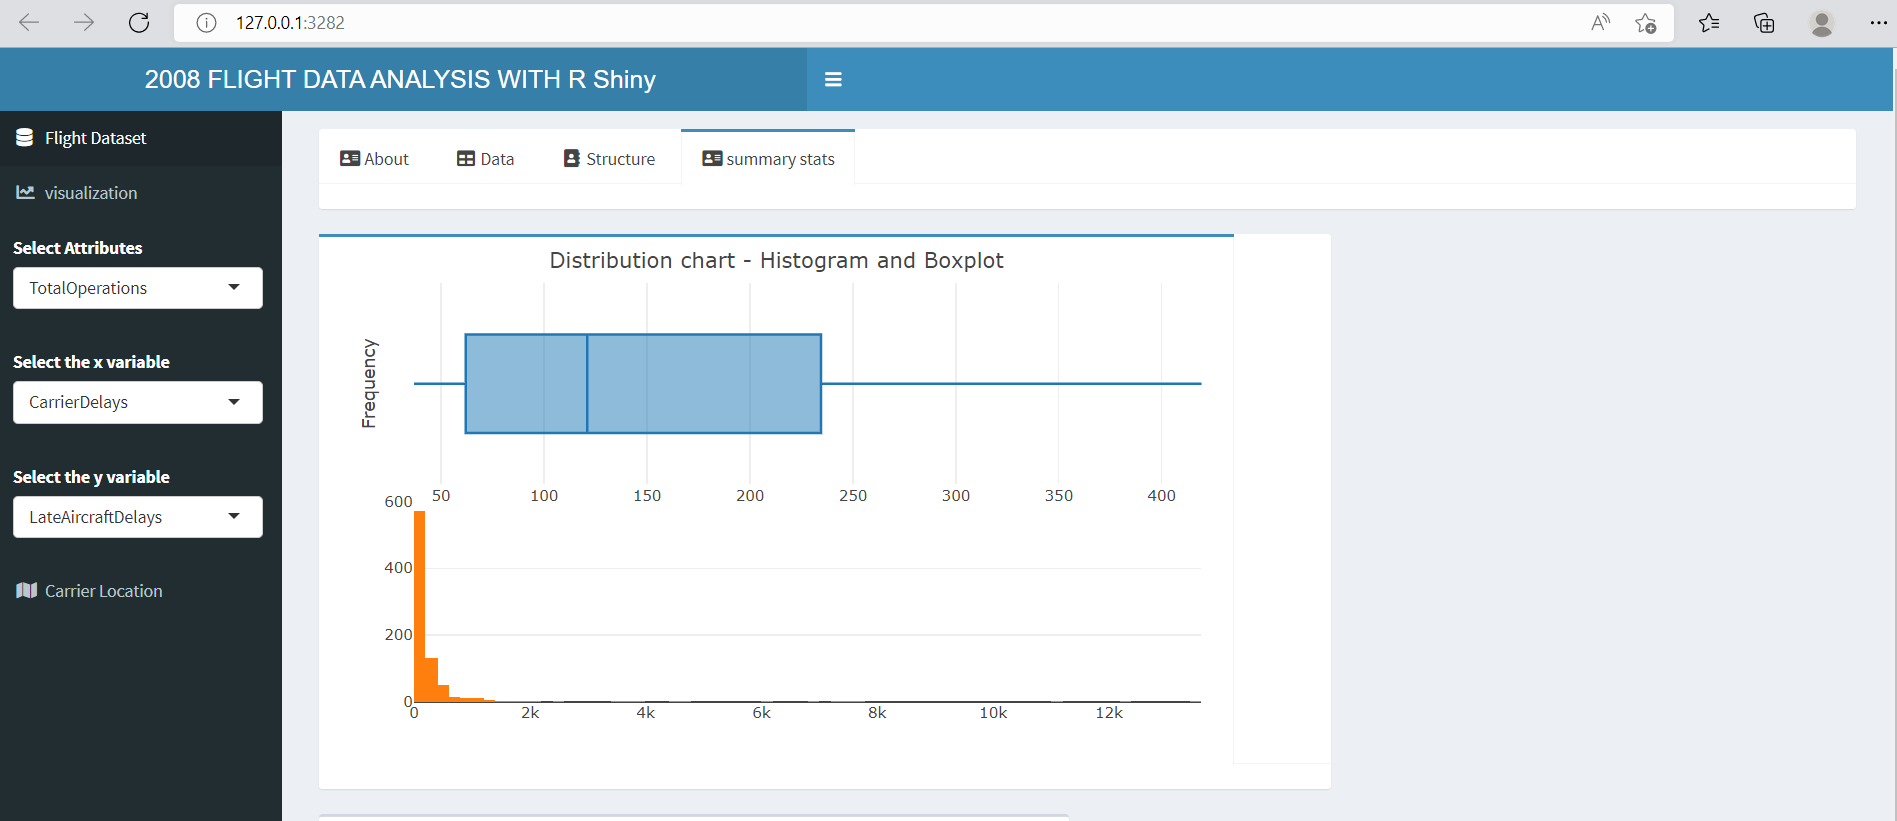 127.0.0.1:3282
2008 FLIGHT DATA ANALYSIS WITH R Shiny
Flight Dataset
visualization
Select Attributes
TotalOperations
Select the x variable
CarrierDelays
Select the y variable
LateAircraftDelays
Carrier Location
About Data Structure summary stats
Distribution chart - Histogram and Boxplot
Frequency
50 100 150 200 250 300 350 400
600
400
200
0
0 2k 4k 6k 8k 10k 12k